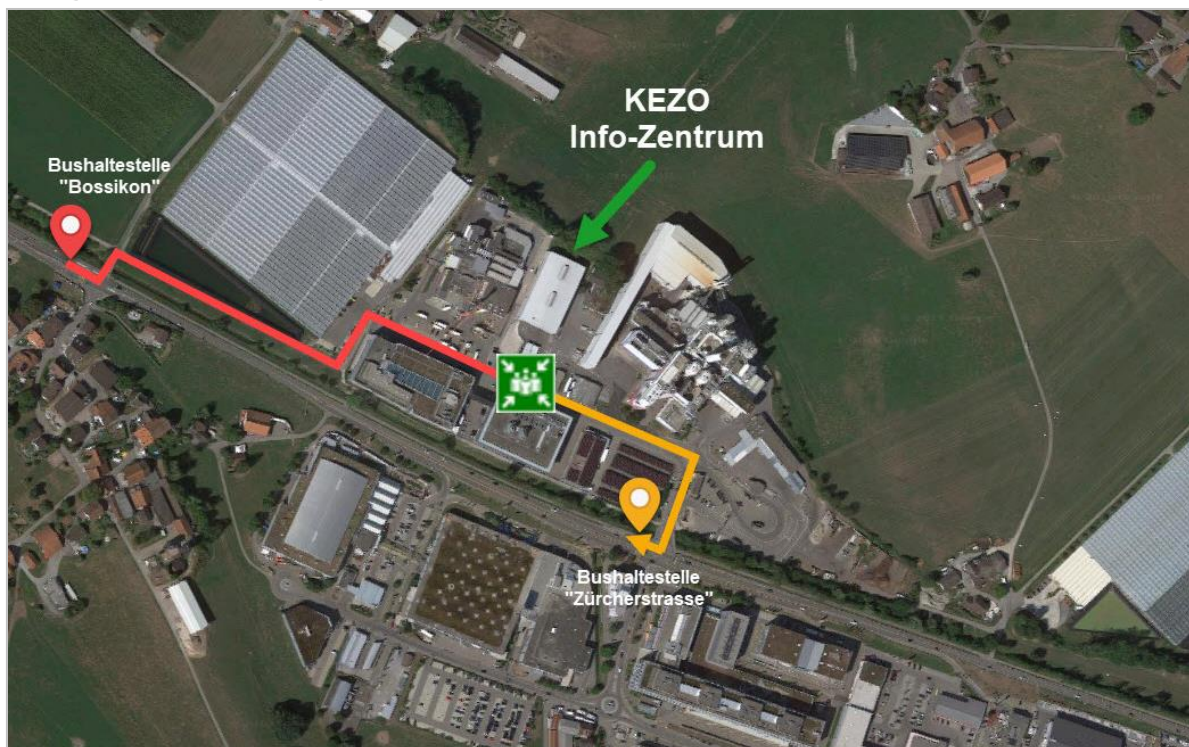 KEZO
Info-Zentrum
Bushaltestelle
"Bossikon"
Bushaltestelle
"Zürcherstrasse"